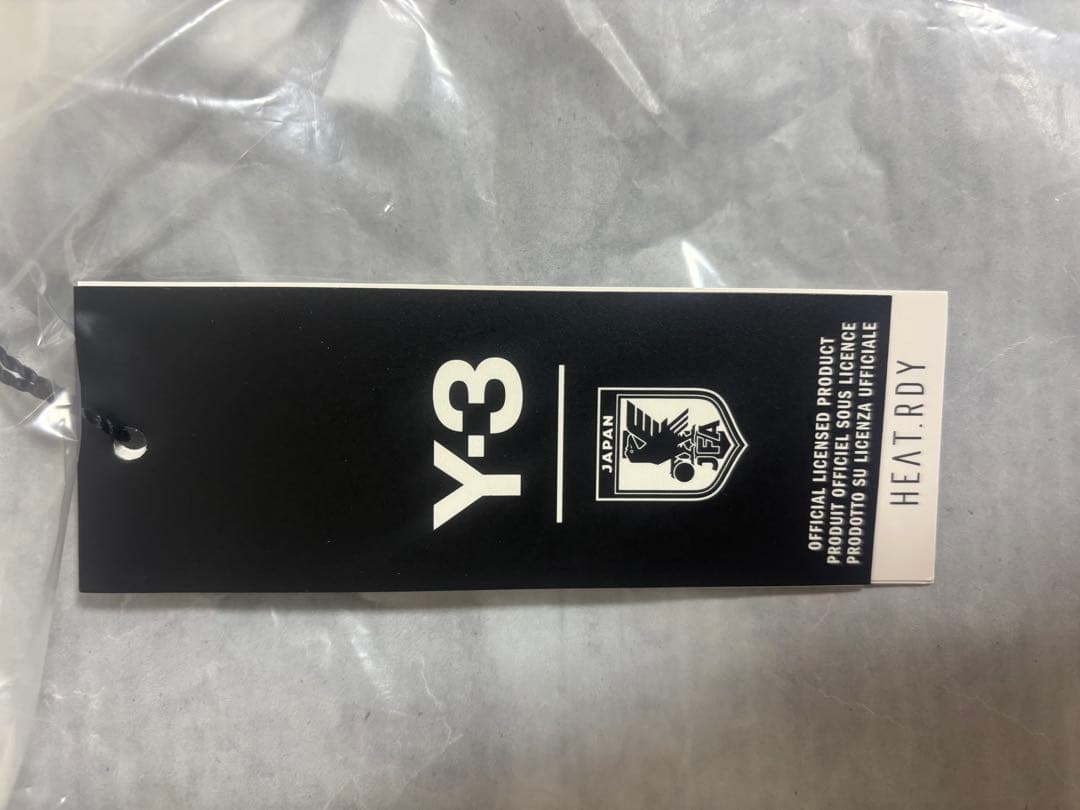 Y-3
JAPAN
JFA
OFFICIAL LICENSED PRODUCT
PRODUIT OFFICIEL SOUS LICENCE
PRODOTTO SU LICENZA UFFICIALE
HEAT.RDY